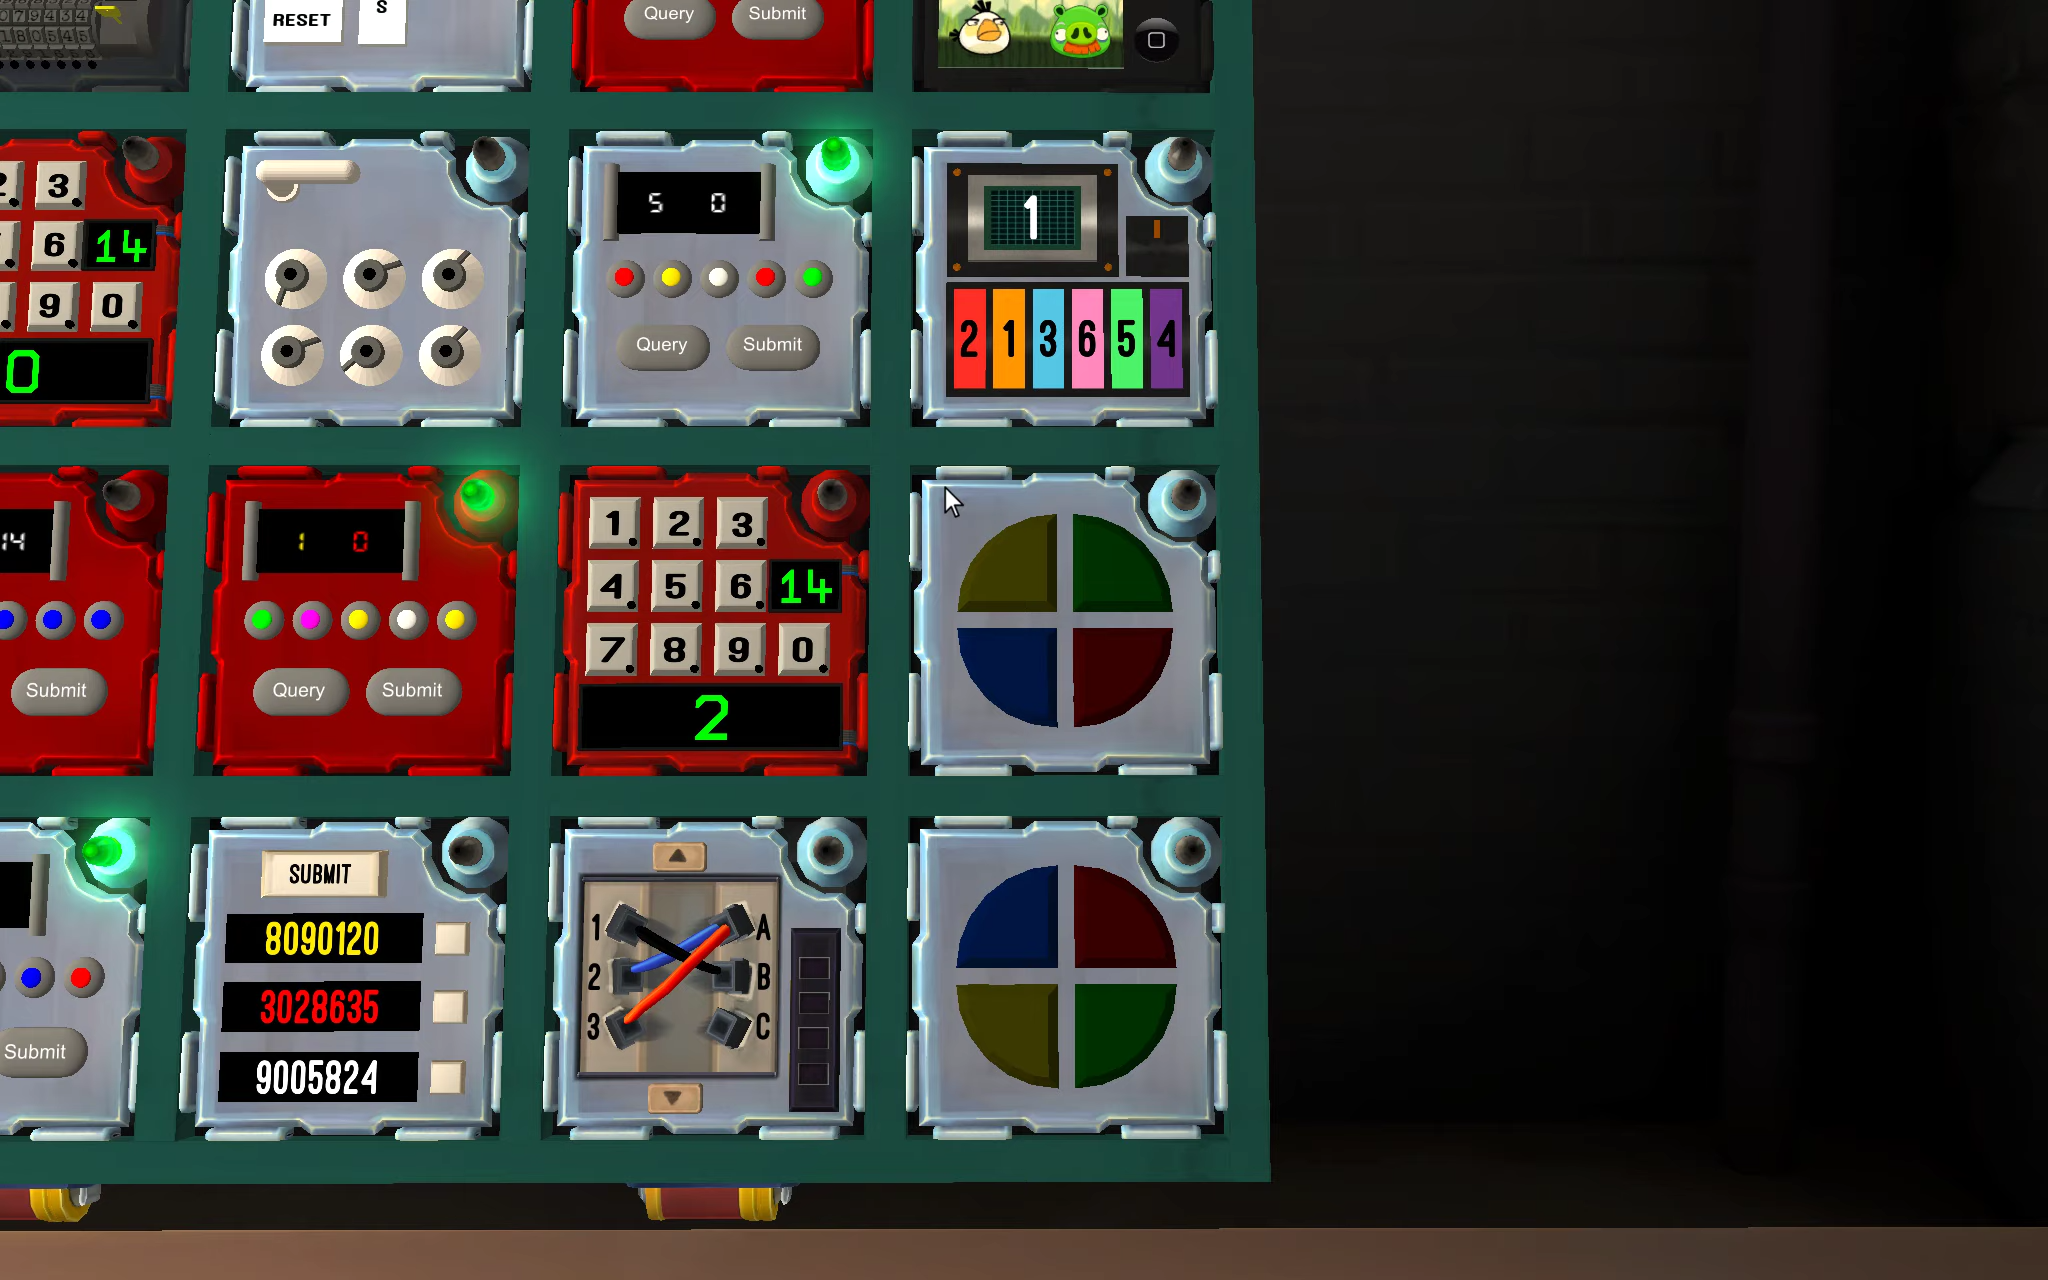 RESET
S
Query Submit
2 3
6 14
9 0
0
5 0
Query Submit
1
2 1 3 6 5 4
14
Submit
1 0
Query Submit
1 2 3
4 5 6 14
7 8 9 0
2
Submit
SUBMIT
8090120
3028635
9005824
1 A
2 B
3 C